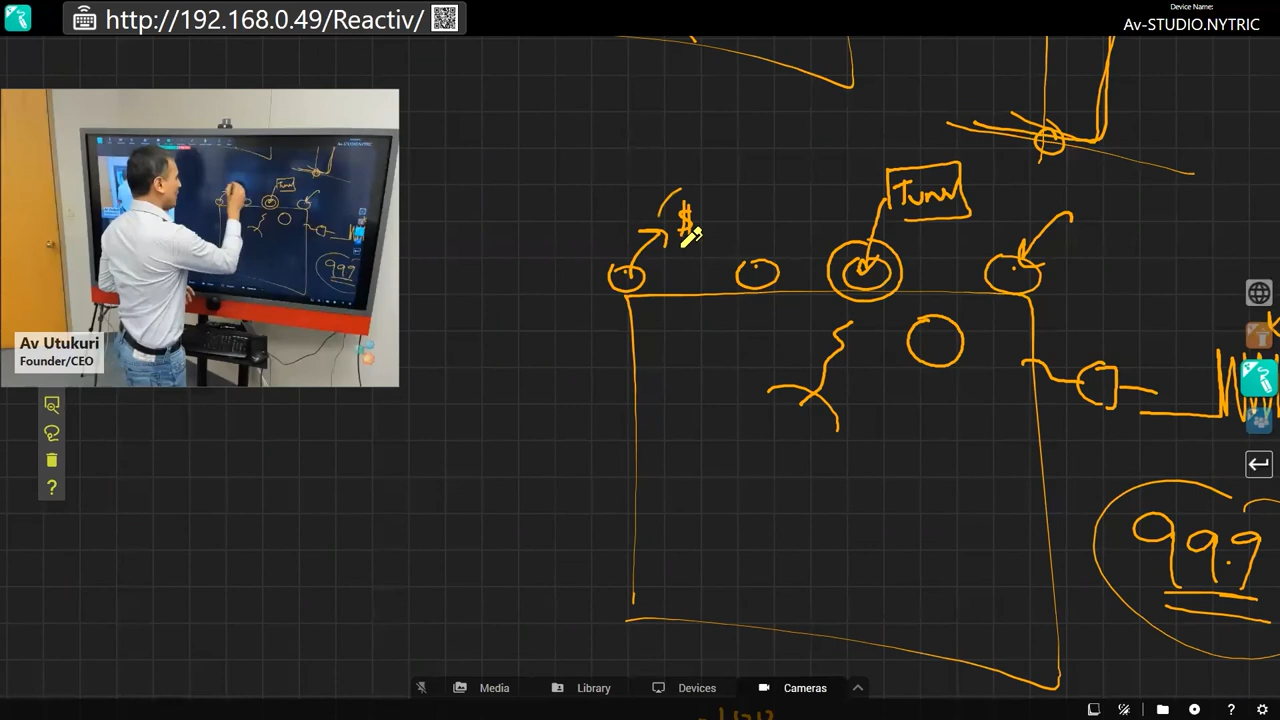 http://192.168.0.49/Reactiv/
Device Name:
Av-STUDIO.NYTRIC
$
99.9
Av Utukuri
Founder/CEO
?
Media
Library
Devices
Cameras
?